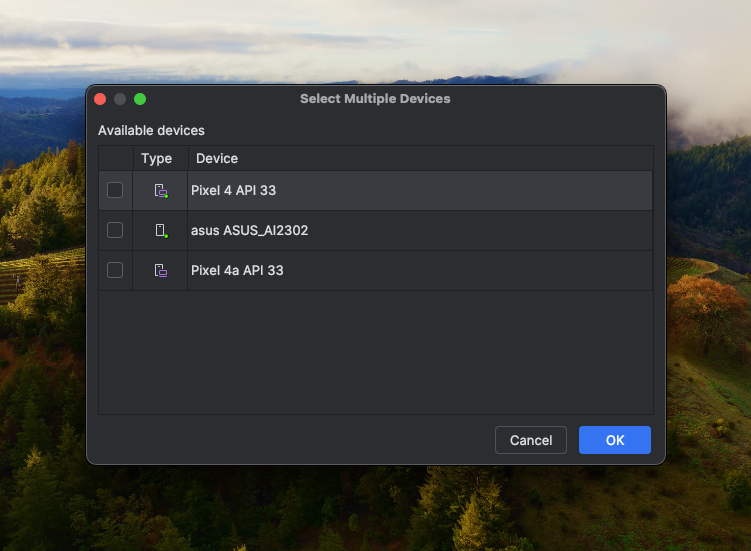 Select Multiple Devices
Available devices
Type Device
Pixel 4 API 33
asus ASUS_AI2302
Pixel 4a API 33
Cancel OK